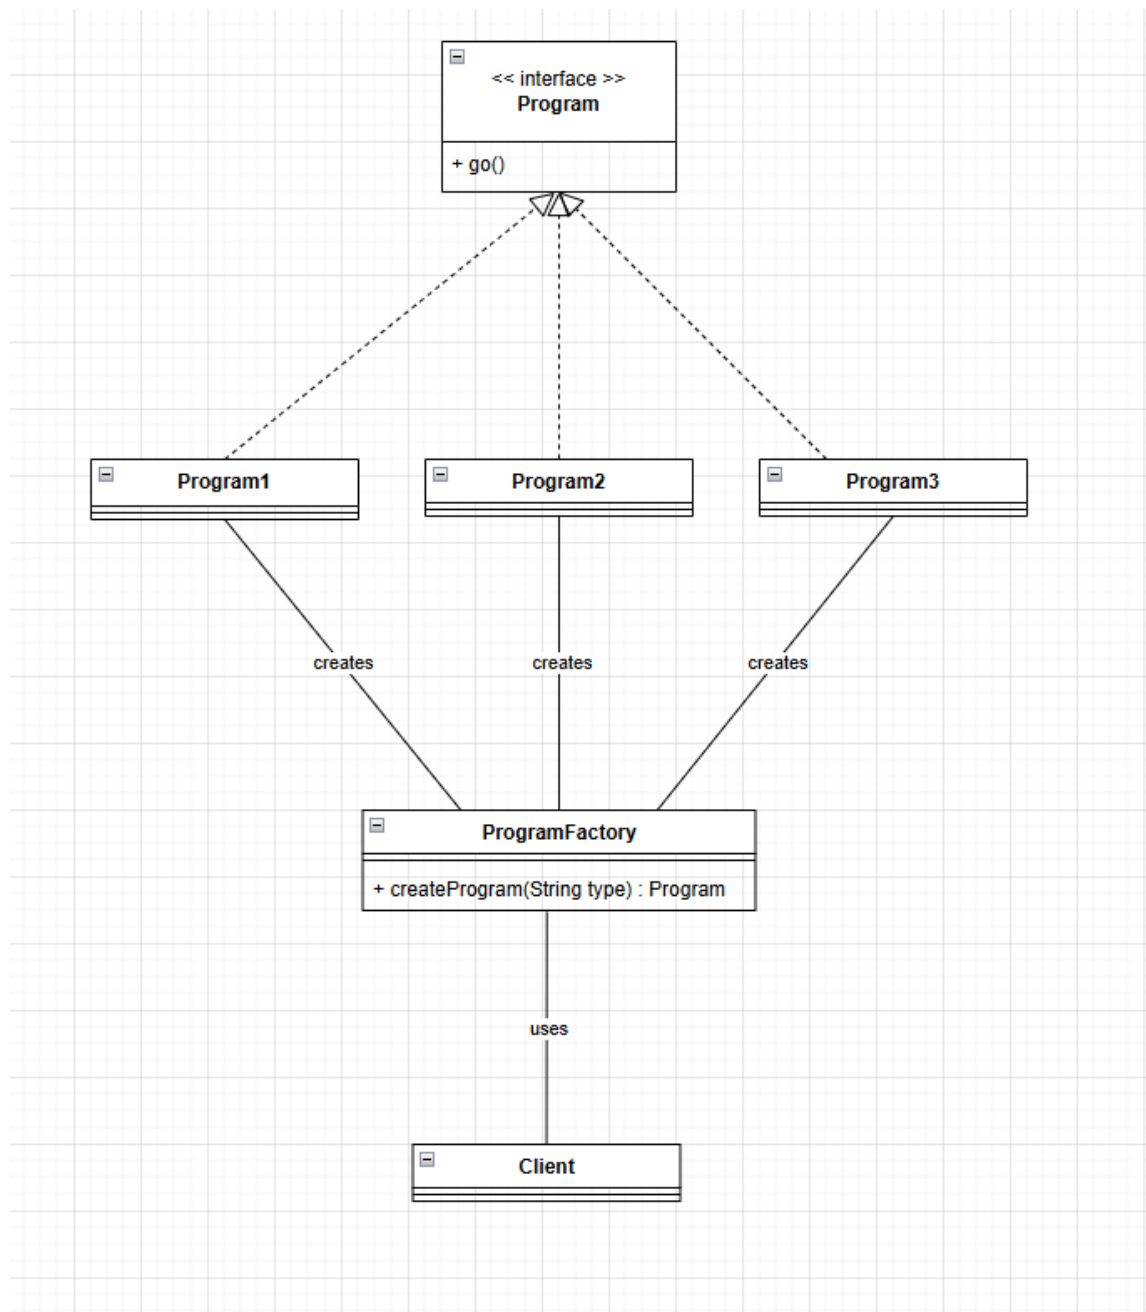 << interface >>
Program
+ go()
Program1
Program2
Program3
creates
creates
creates
ProgramFactory
+ createProgram(String type) : Program
uses
Client